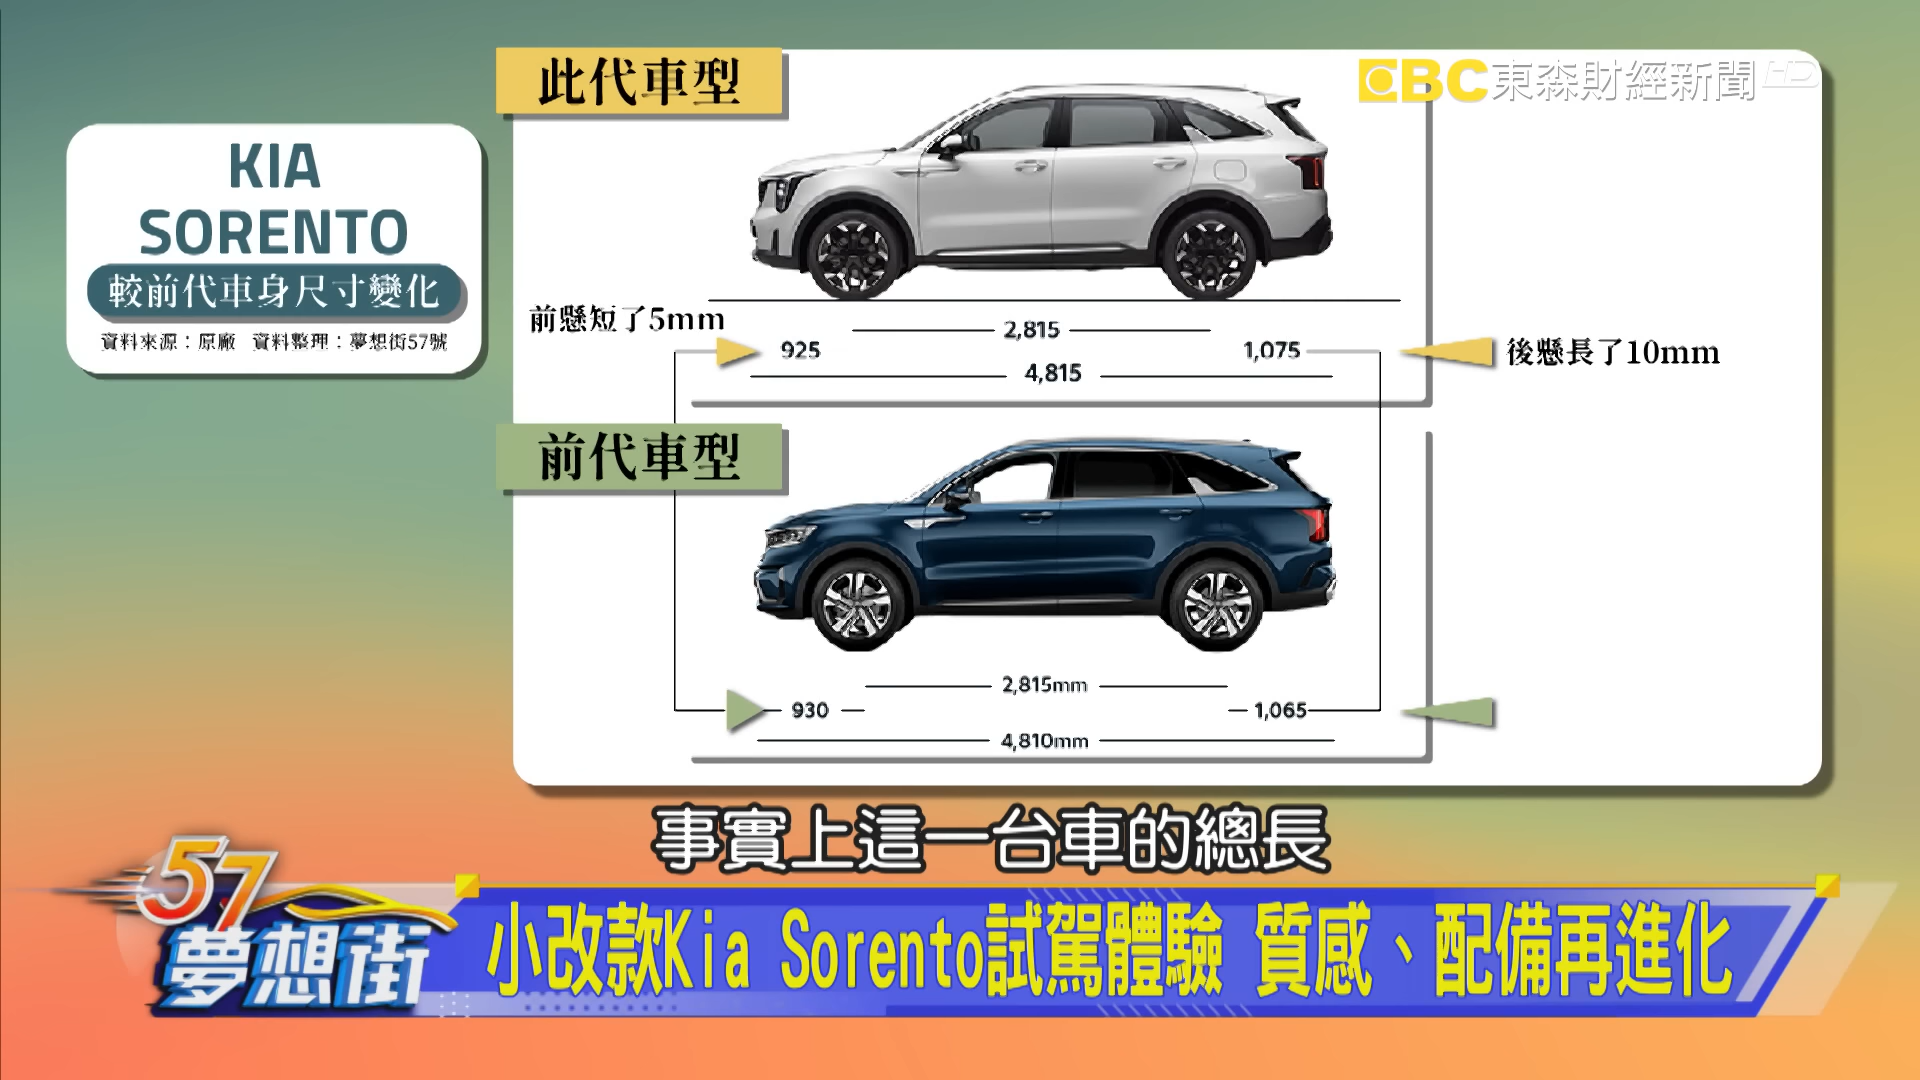 EBC東森財經新聞HD
此代車型
KIA
SORENTO
較前代車身尺寸變化
資料來源：原廠 資料整理：夢想街57號
前懸短了5mm
2,815
925
1,075
4,815
後懸長了10mm
前代車型
2,815mm
930
1,065
4,810mm
事實上這一台車的總長
57
夢想街
小改款Kia Sorento試駕體驗 質感、配備再進化